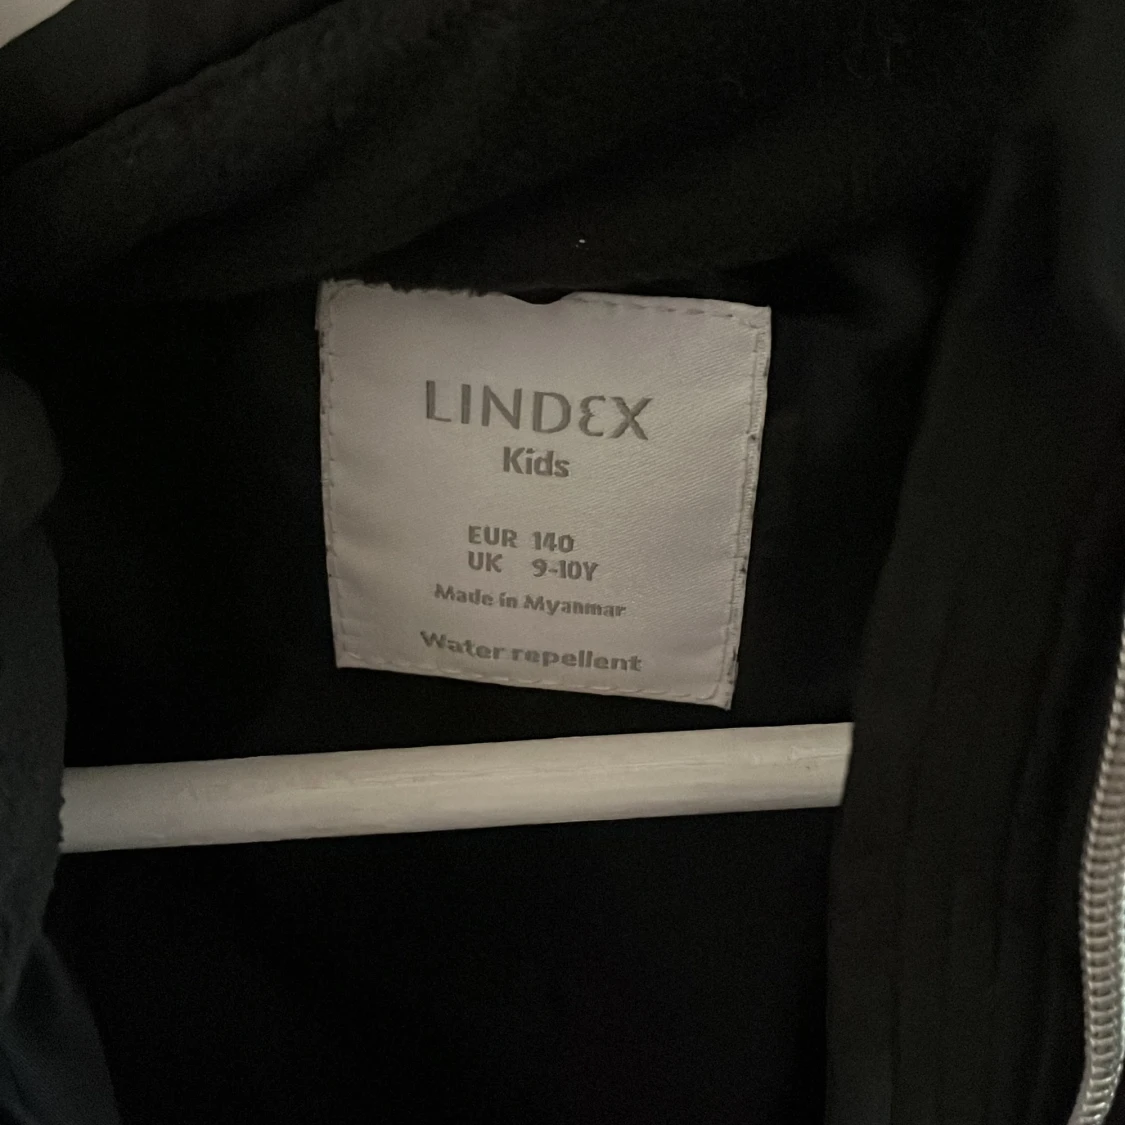 LINDEX
Kids
EUR 140
UK 9-10Y
Made in Myanmar
Water repellent